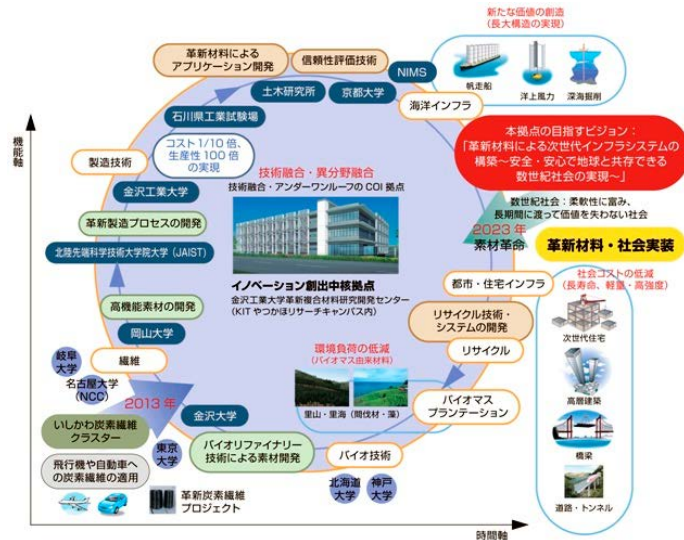 新たな価値の創造
（長大構造の実現）
帆走船
洋上風力
深海掘削
革新材料による
アプリケーション開発
信頼性評価技術
NIMS
土木研究所
京都大学
海洋インフラ
石川県工業試験場
コスト1/10倍、
生産性100倍
の実現
機能軸
製造技術
金沢工業大学
革新製造プロセスの開発
北陸先端科学技術大学院大学（JAIST）
高機能素材の開発
岡山大学
繊維
岐阜
大学
名古屋大学
（NCC）
2013年
いしかわ炭素繊維
クラスター
飛行機や自動車へ
の炭素繊維の適用
革新炭素繊維
プロジェクト
東京
大学
金沢大学
バイオリファイナリー
技術による素材開発
バイオ技術
北海道
大学
神戸
大学
技術融合・異分野融合
技術融合・アンダーワンルーフのCOI拠点
イノベーション創出中核拠点
金沢工業大学革新複合材料研究開発センター
（KITやつかほリサーチキャンパス内）
環境負荷の低減
（バイオマス由来材料）
里山・里海（間伐材・藻）
本拠点の目指すビジョン：
「革新材料による次世代インフラシステムの
構築～安全・安心で地球と共存できる
数世紀社会の実現～」
数世紀社会：柔軟性に富み、
長期間に渡って価値を失わない社会
2023年
素材革命
革新材料・社会実装
都市・住宅インフラ
リサイクル技術・
システムの開発
リサイクル
バイオマス
プランテーション
社会コストの低減
（長寿命、軽量・高強度）
次世代住宅
高層建築
橋梁
道路・トンネル
時間軸